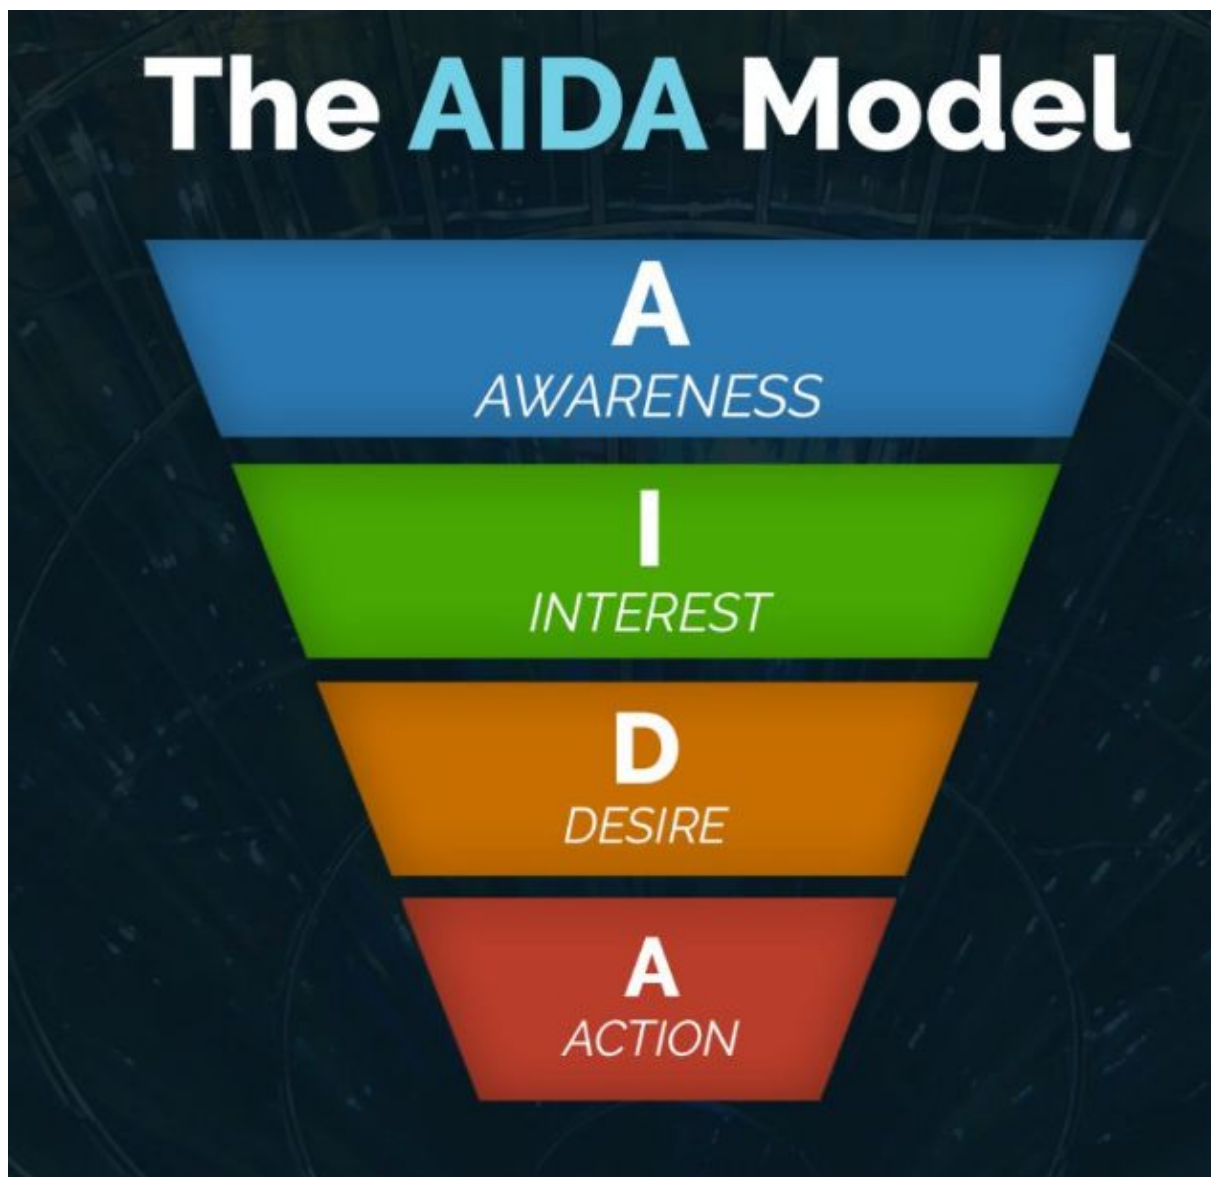 The AIDA Model
A
AWARENESS
I
INTEREST
D
DESIRE
A
ACTION